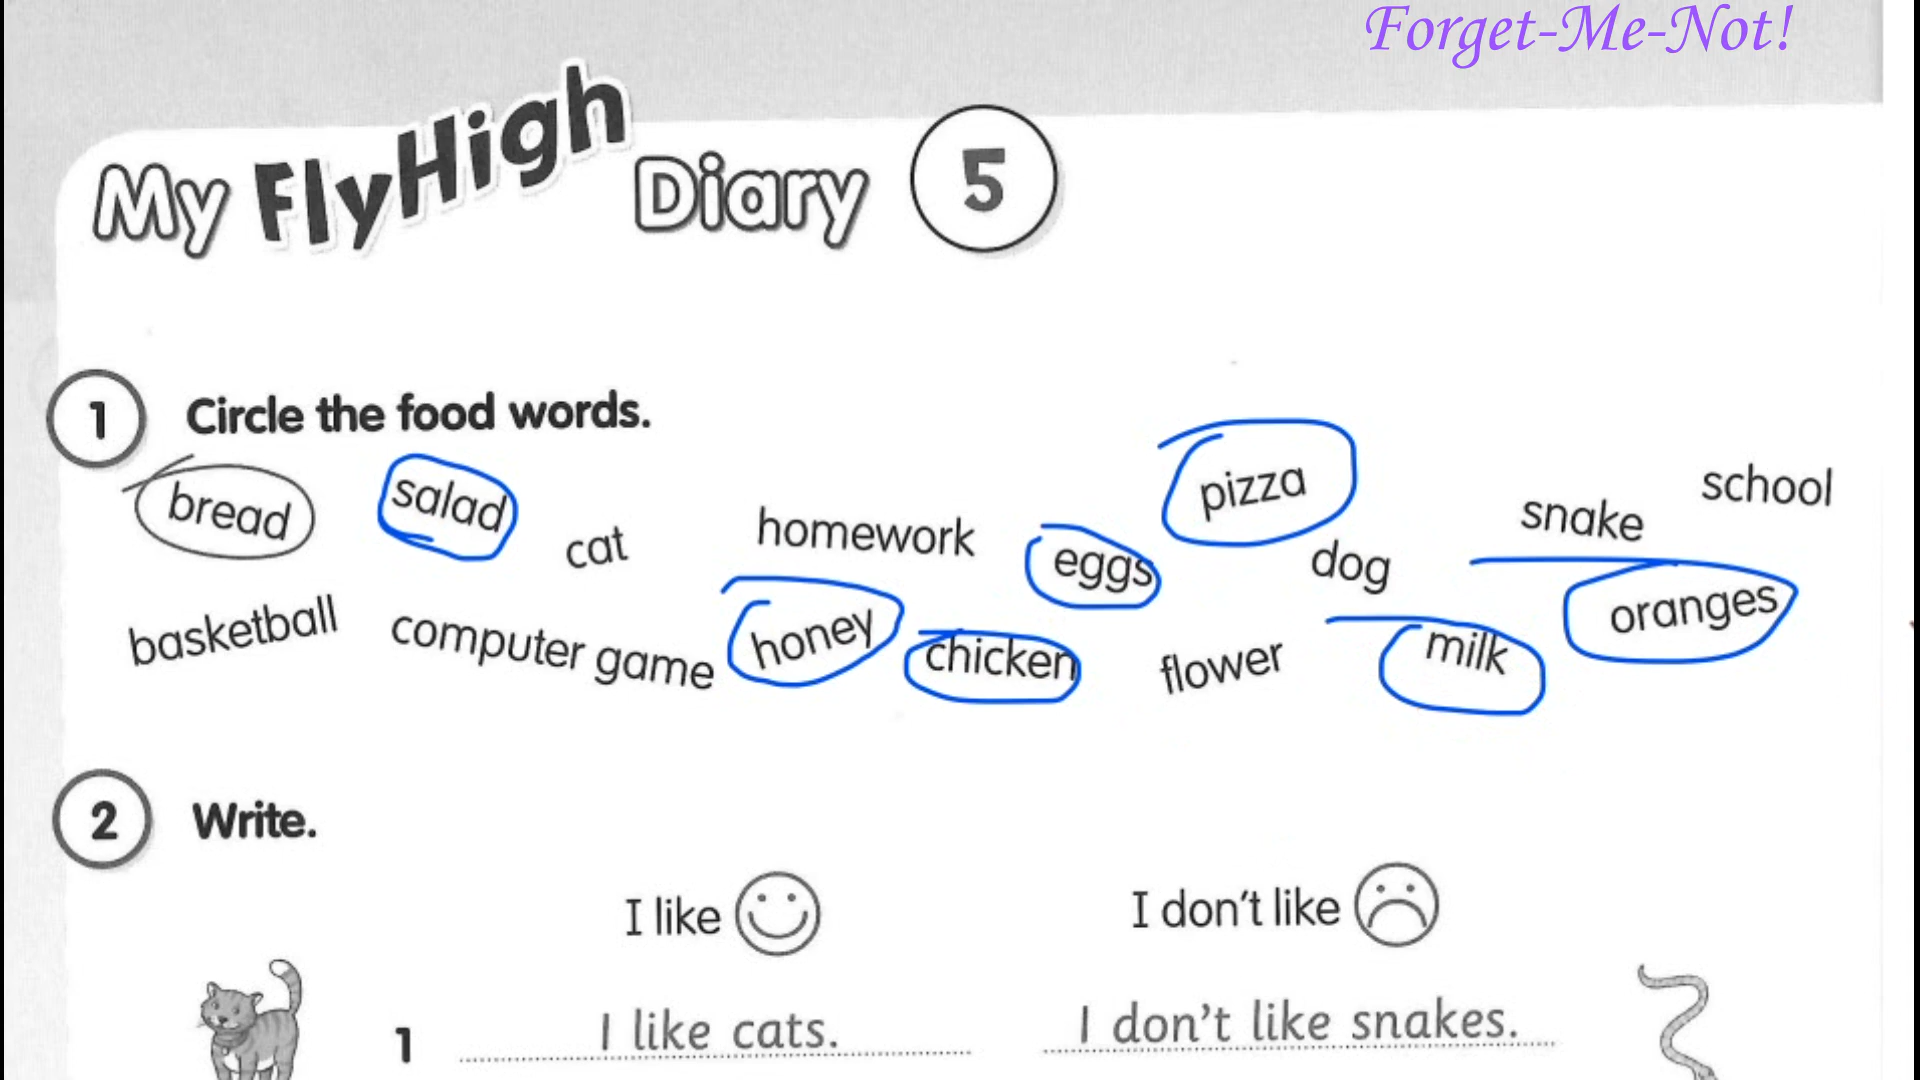 Forget-Me-Not!
My FlyHigh Diary 5
1 Circle the food words.
bread salad cat homework eggs pizza dog snake school
basketball computer game honey chicken flower milk oranges
2 Write.
I like I don't like
1 I like cats. I don't like snakes.